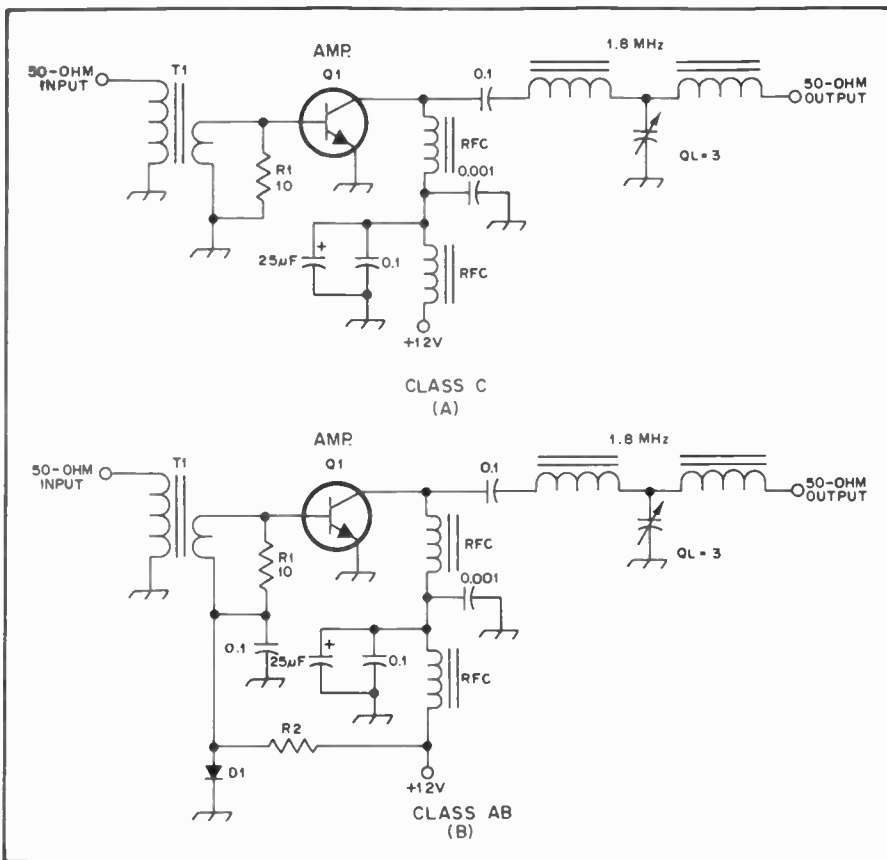 AMP.
Q1
1.8 MHz
50-OHM
INPUT
T1
0.1
50-OHM
OUTPUT
R1
10
RFC
0.001
QL = 3
25µF
+
0.1
RFC
+12V
CLASS C
(A)
AMP.
Q1
1.8 MHz
50-OHM
INPUT
T1
0.1
50-OHM
OUTPUT
R1
10
RFC
0.001
QL = 3
0.1
25µF
+
0.1
RFC
R2
D1
+12V
CLASS AB
(B)